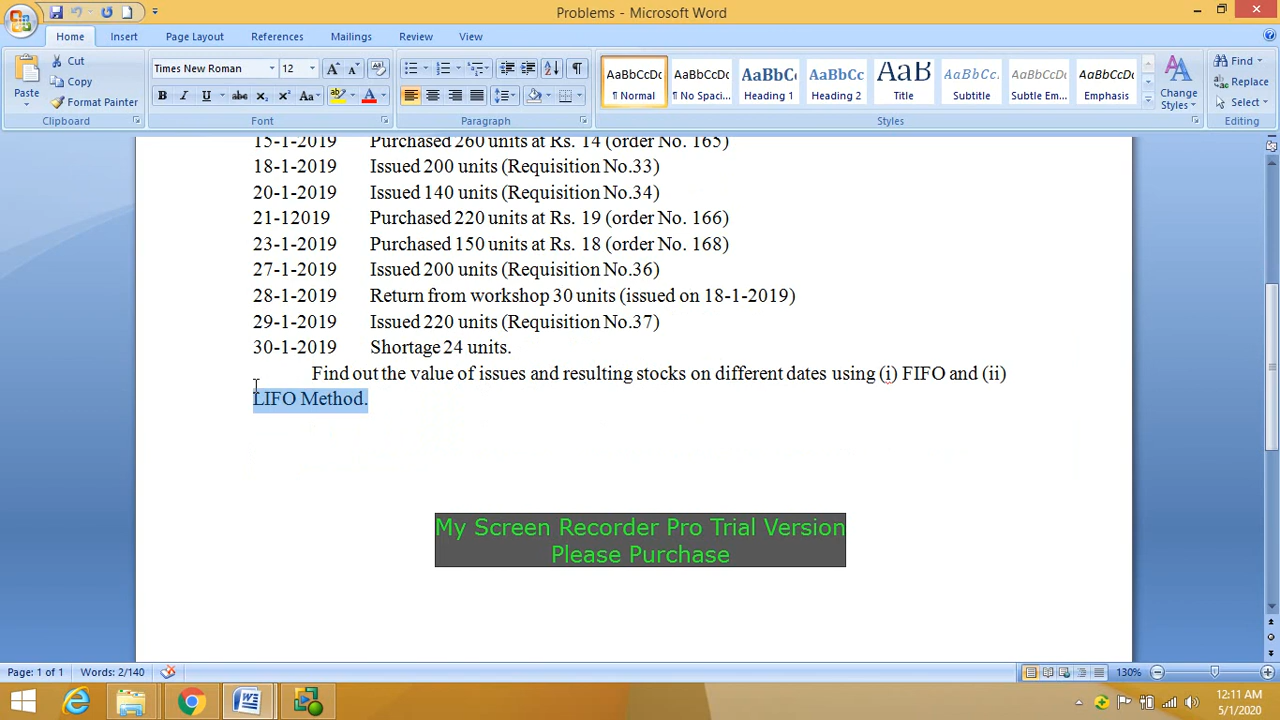 Problems - Microsoft Word
Home Insert Page Layout References Mailings Review View
Paste
Cut
Copy
Format Painter
Clipboard
Times New Roman 12
B I U abc x₂ x² Aa
Font
Paragraph
AaBbCcDc AaBbCcDc AaBbCc AaBbCc AaB AaBbCc. AaBbCcDc AaBbCcDc
¶ Normal ¶ No Spaci... Heading 1 Heading 2 Title Subtitle Subtle Em... Emphasis
Styles
Change
Styles
Find
Replace
Select
Editing
15-1-2019 Purchased 260 units at Rs. 14 (order No. 165)
18-1-2019 Issued 200 units (Requisition No.33)
20-1-2019 Issued 140 units (Requisition No.34)
21-12019 Purchased 220 units at Rs. 19 (order No. 166)
23-1-2019 Purchased 150 units at Rs. 18 (order No. 168)
27-1-2019 Issued 200 units (Requisition No.36)
28-1-2019 Return from workshop 30 units (issued on 18-1-2019)
29-1-2019 Issued 220 units (Requisition No.37)
30-1-2019 Shortage 24 units.
Find out the value of issues and resulting stocks on different dates using (i) FIFO and (ii)
LIFO Method.
My Screen Recorder Pro Trial Version
Please Purchase
Page: 1 of 1 Words: 2/140 130%
12:11 AM
5/1/2020